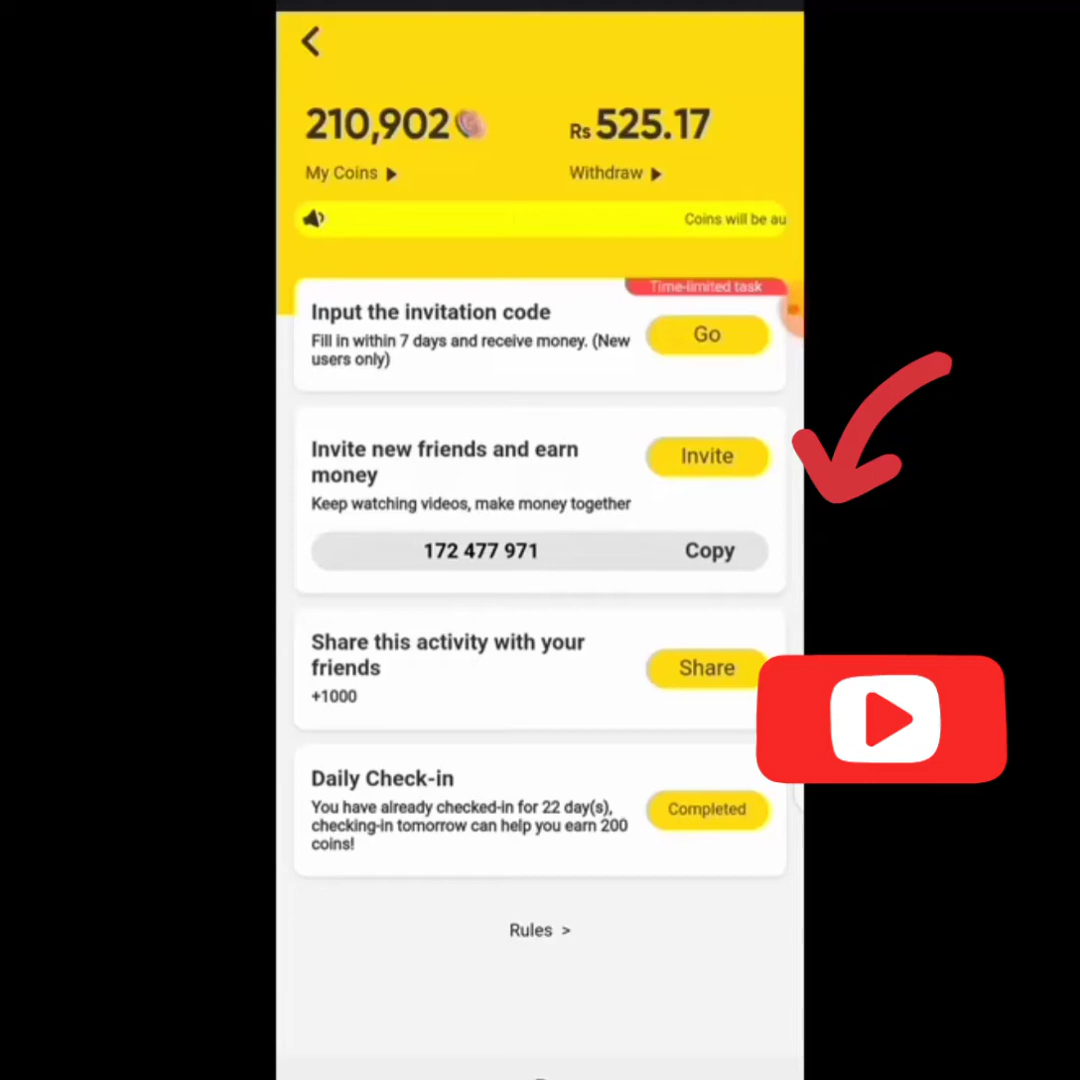 210,902
Rs 525.17
My Coins
Withdraw
Coins will be au
Time-limited task
Input the invitation code
Fill in within 7 days and receive money. (New
users only)
Go
Invite new friends and earn
money
Invite
Keep watching videos, make money together
172 477 971
Copy
Share this activity with your
friends
+1000
Share
Daily Check-in
You have already checked-in for 22 day(s),
checking-in tomorrow can help you earn 200
coins!
Completed
Rules >